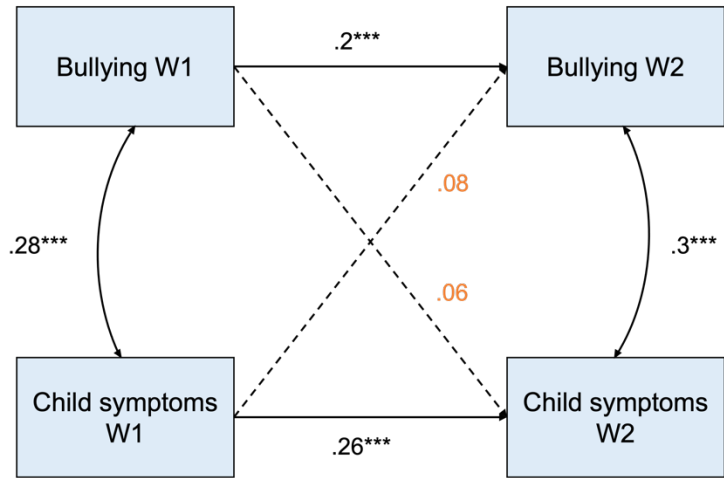 .2***
Bullying W1
Bullying W2
.08
.28***
.3***
.06
Child symptoms
W1
Child symptoms
W2
.26***